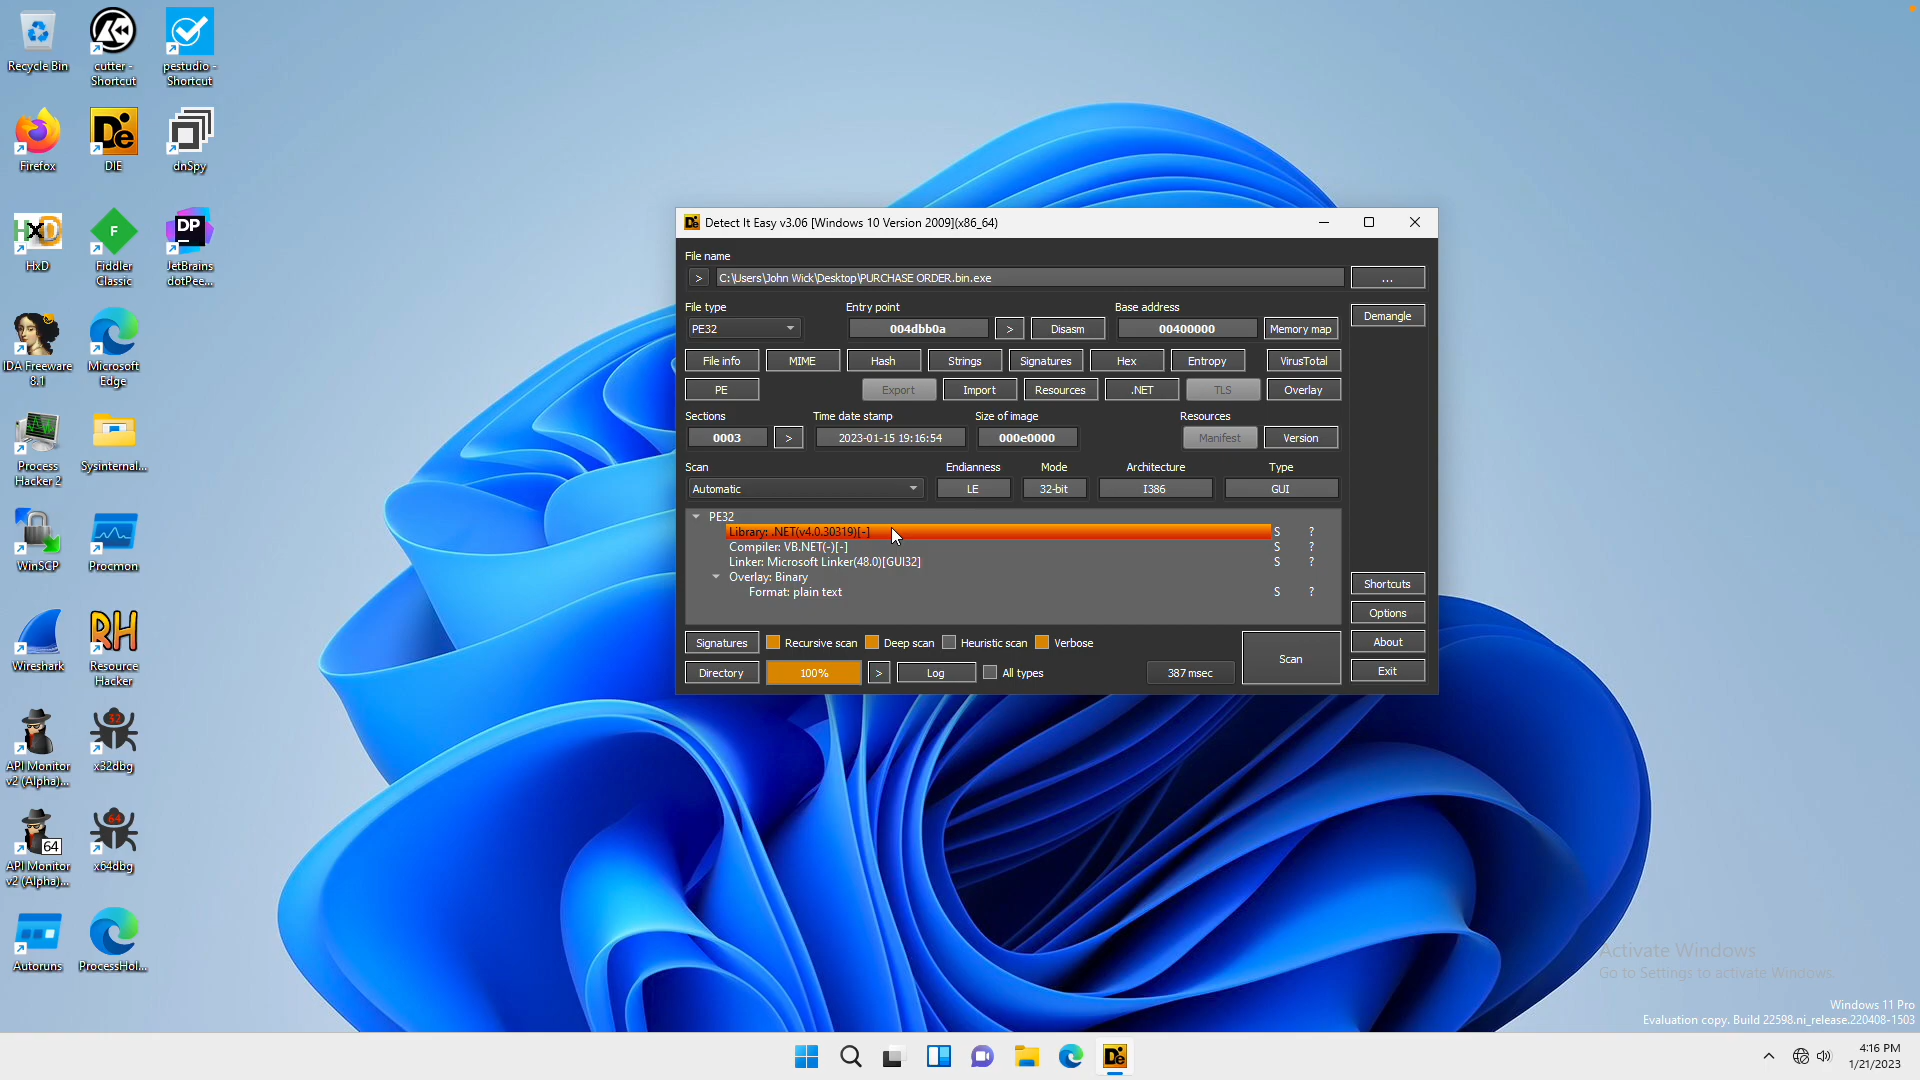 Recycle Bin
cutter -
Shortcut
pestudio -
Shortcut
Firefox
DIE
dnSpy
HxD
Fiddler
Classic
JetBrains
dotPee...
IDA Freeware
8.1
Microsoft
Edge
Process
Hacker 2
Sysinternal...
WinSCP
Procmon
Wireshark
Resource
Hacker
API Monitor
v2 (Alpha)...
x32dbg
API Monitor
v2 (Alpha)...
x64dbg
Autoruns
ProcessHol...
Detect It Easy v3.06 [Windows 10 Version 2009](x86_64)
File name
> C:\Users\John Wick\Desktop\PURCHASE ORDER.bin.exe ...
File type Entry point Base address
PE32 004dbb0a > Disasm 00400000 Memory map Demangle
File info MIME Hash Strings Signatures Hex Entropy VirusTotal
PE Export Import Resources .NET TLS Overlay
Sections Time date stamp Size of image Resources
0003 > 2023-01-15 19:16:54 000e0000 Manifest Version
Scan Endianness Mode Architecture Type
Automatic LE 32-bit I386 GUI
PE32
Library: .NET(v4.0.30319)[-] S ?
Compiler: VB.NET(-)[-] S ?
Linker: Microsoft Linker(48.0)[GUI32] S ?
Overlay: Binary
Format: plain text S ?
Shortcuts
Options
About
Exit
Signatures Recursive scan Deep scan Heuristic scan Verbose
Directory 100% > Log All types 387 msec Scan
Activate Windows
Go to Settings to activate Windows.
Windows 11 Pro
Evaluation copy. Build 22598.ni_release.220408-1503
4:16 PM
1/21/2023